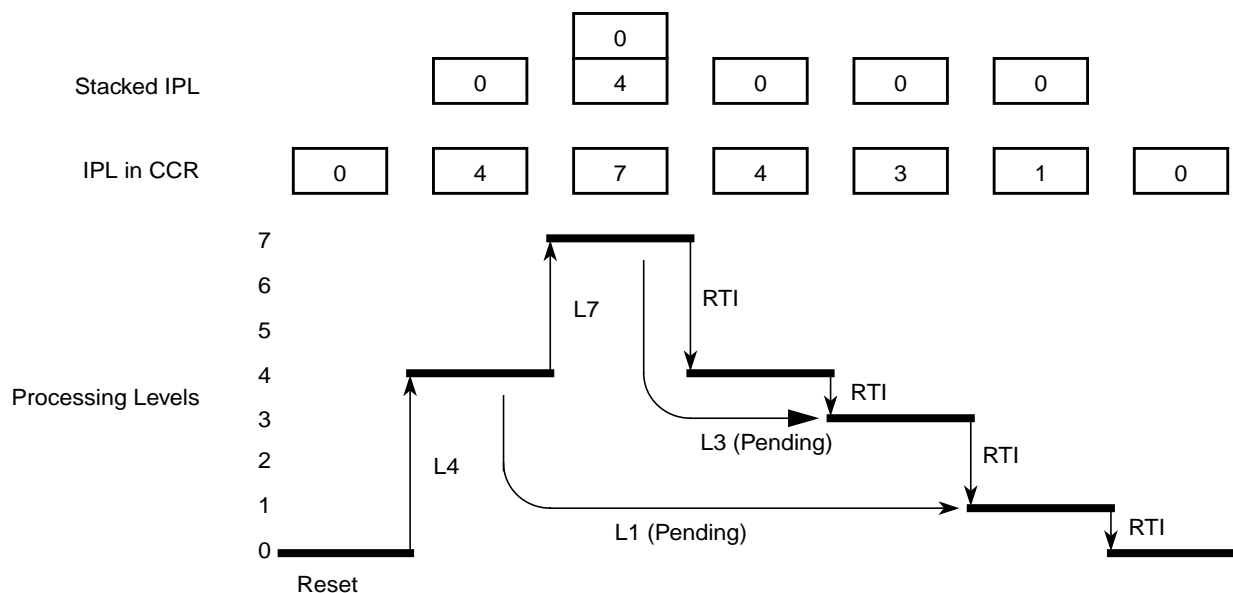 0
Stacked IPL 0 4 0 0 0
IPL in CCR 0 4 7 4 3 1 0
7
6
L7 RTI
5
4
Processing Levels RTI
3
L3 (Pending)
2
L4 RTI
1
L1 (Pending) RTI
0
Reset